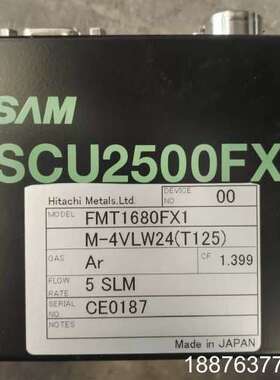 SAM
SCU2500FX
Hitachi Metals,Ltd. DEVICE NO 00
MODEL FMT1680FX1
M-4VLW24(T125)
GAS Ar CF 1.399
FLOW RATE 5 SLM
SERIAL NO CE0187
NOTES
Made in JAPAN
18876377